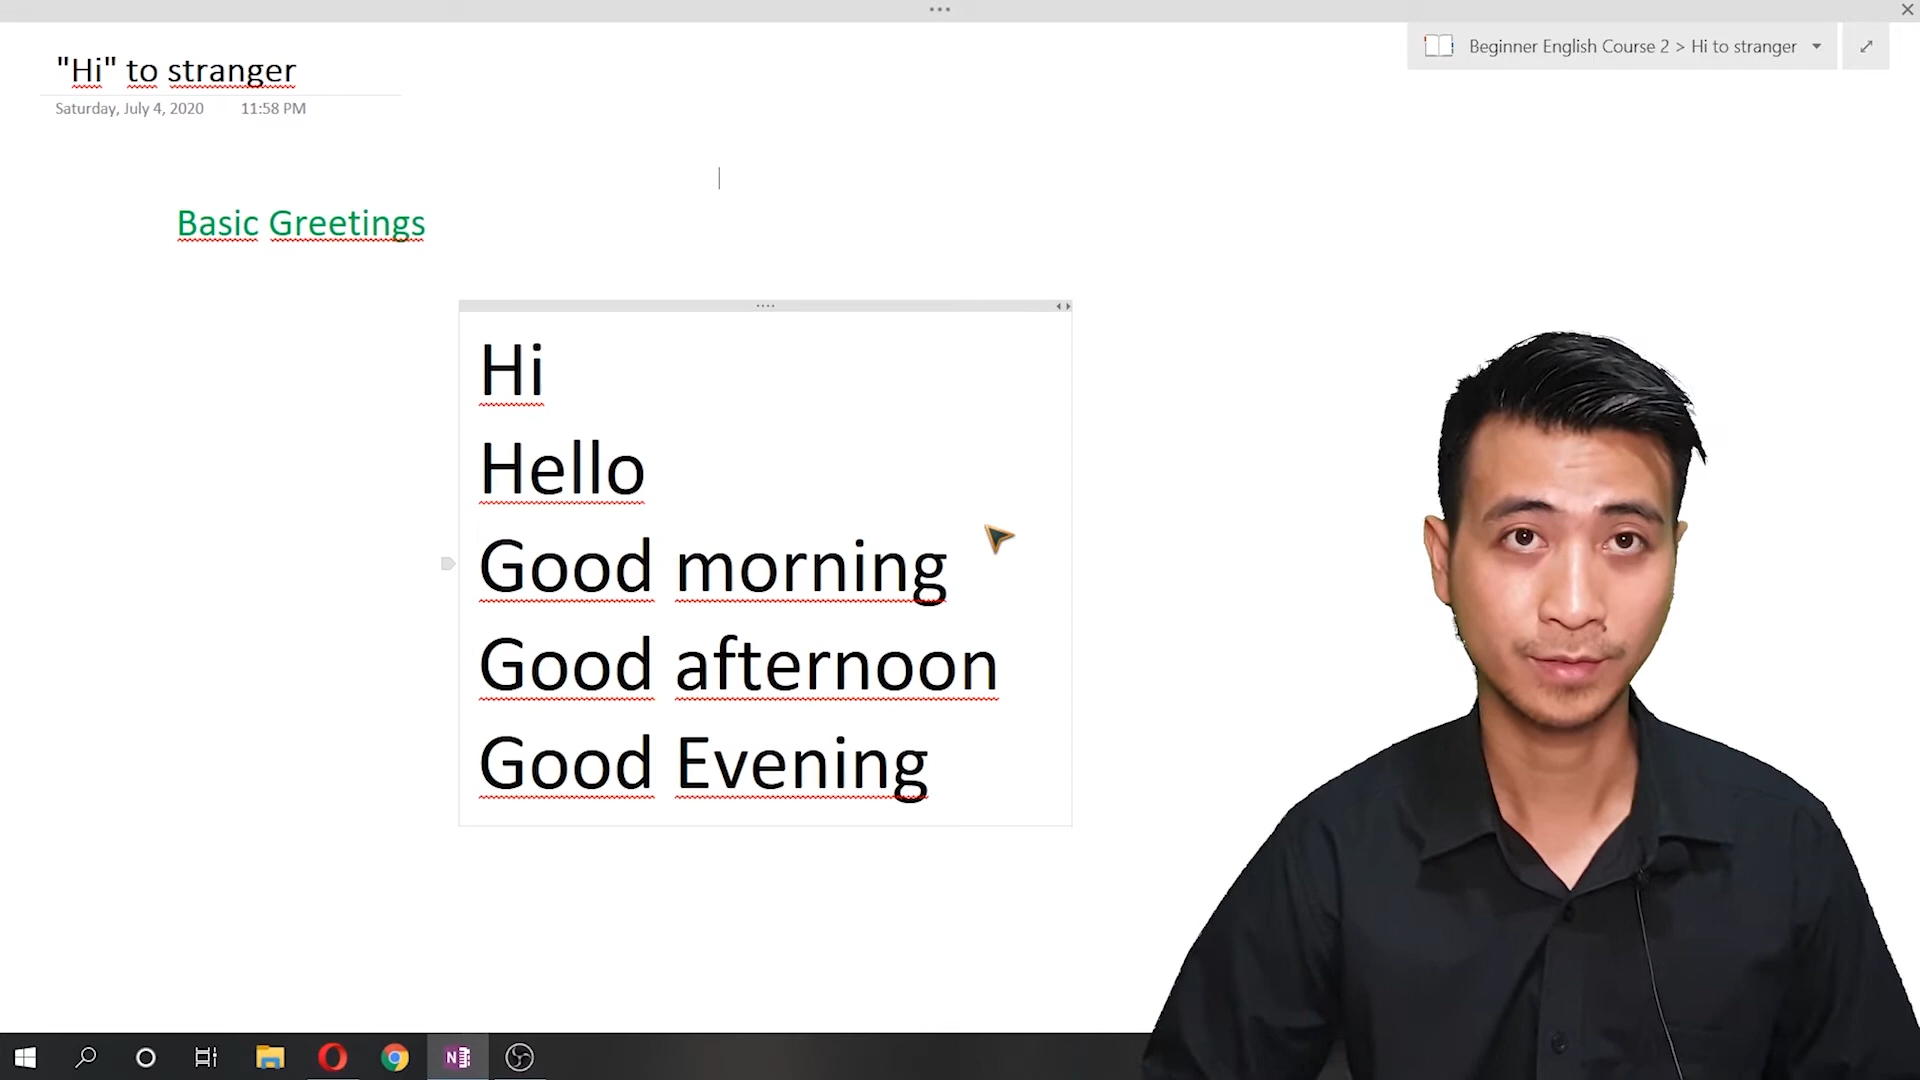 "Hi" to stranger
Saturday, July 4, 2020 11:58 PM
Beginner English Course 2 > Hi to stranger
Basic Greetings
Hi
Hello
Good morning
Good afternoon
Good Evening